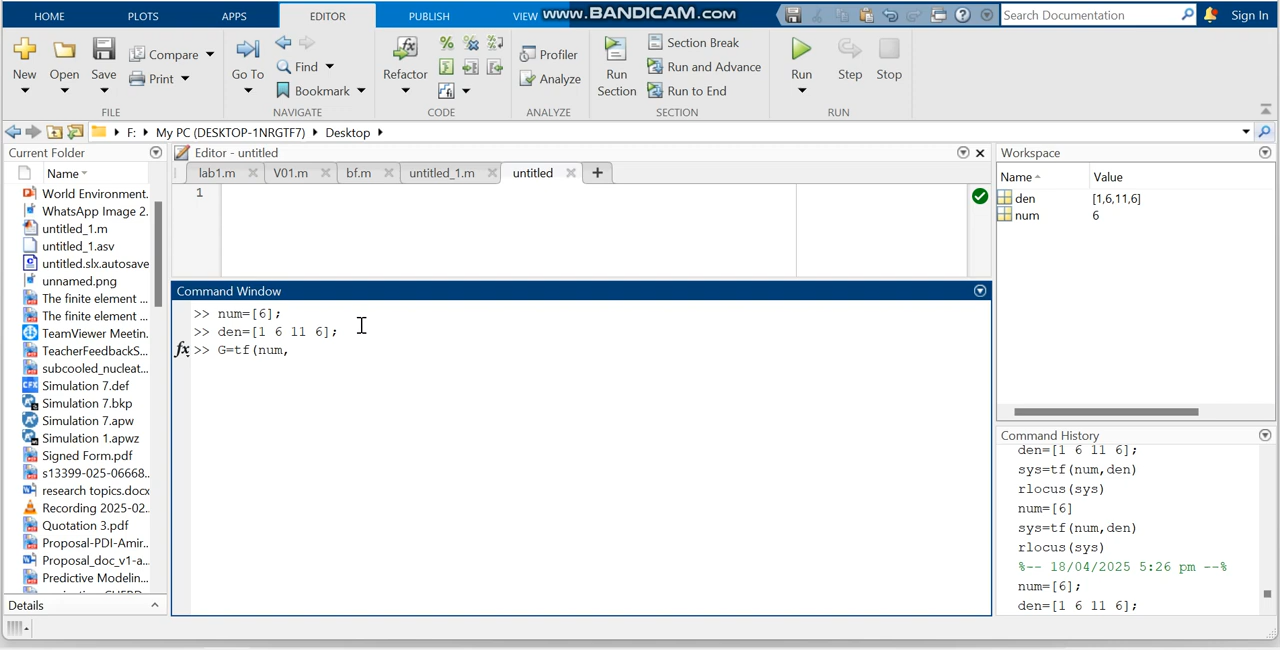 HOME PLOTS APPS EDITOR PUBLISH VIEW www.BANDICAM.com Search Documentation Sign In
New Open Save Compare Print
Go To Find Bookmark
Refactor
Profiler Analyze
Run Section Section Break Run and Advance Run to End
Run Step Stop
FILE NAVIGATE CODE ANALYZE SECTION RUN
F: My PC (DESKTOP-1NRGTF7) Desktop
Current Folder
Name
World Environment.
WhatsApp Image 2.
untitled_1.m
untitled_1.asv
untitled.slx.autosave
unnamed.png
The finite element ...
The finite element ...
TeamViewer Meetin.
TeacherFeedbackS...
subcooled_nucleat...
Simulation 7.def
Simulation 7.bkp
Simulation 7.apw
Simulation 1.apwz
Signed Form.pdf
s13399-025-06668..
research topics.docx
Recording 2025-02..
Quotation 3.pdf
Proposal-PDI-Amir..
Proposal_doc_v1-a...
Predictive Modelin..
Details
Editor - untitled
lab1.m V01.m bf.m untitled_1.m untitled
1
Command Window
>> num=[6];
>> den=[1 6 11 6];
fx >> G=tf(num,
Workspace
Name Value
den [1,6,11,6]
num 6
Command History
den=[1 6 11 6];
sys=tf(num,den)
rlocus(sys)
num=[6]
sys=tf(num,den)
rlocus(sys)
%-- 18/04/2025 5:26 pm --%
num=[6];
den=[1 6 11 6];